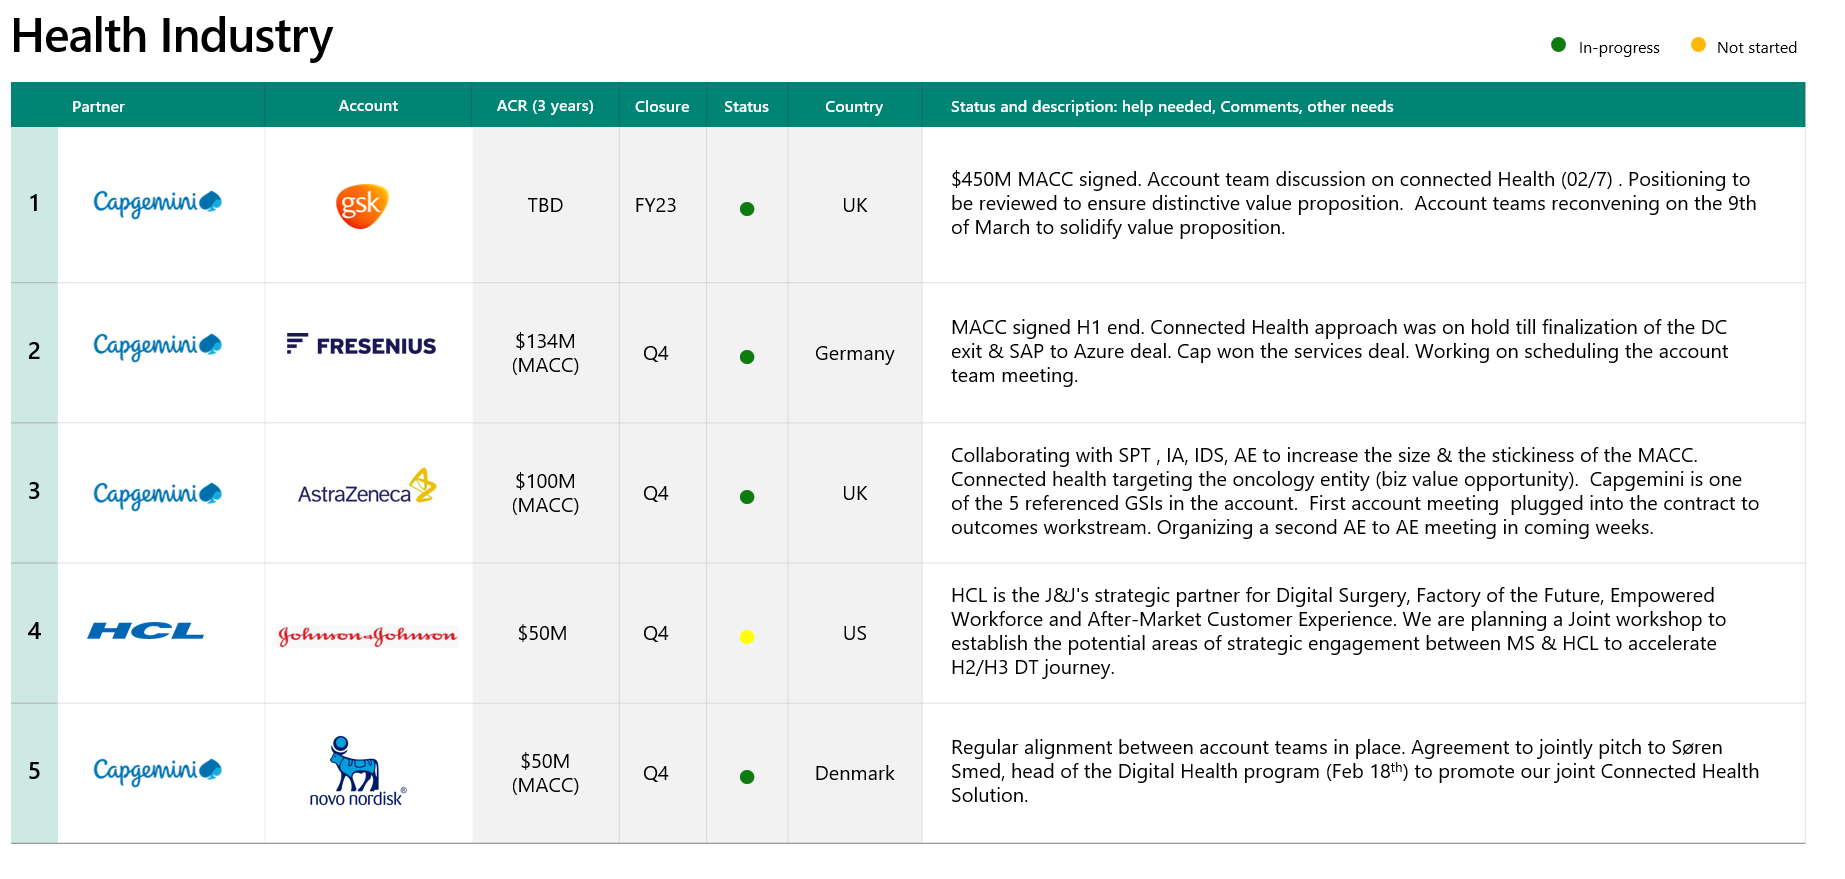 Health Industry
In-progress
Not started
Partner
Account
ACR (3 years)
Closure
Status
Country
Status and description: help needed, Comments, other needs
1
Capgemini
gsk
TBD
FY23
UK
$450M MACC signed. Account team discussion on connected Health (02/7) . Positioning to
be reviewed to ensure distinctive value proposition.  Account teams reconvening on the 9th
of March to solidify value proposition.
2
Capgemini
FRESENIUS
$134M
(MACC)
Q4
Germany
MACC signed H1 end. Connected Health approach was on hold till finalization of the DC
exit & SAP to Azure deal. Cap won the services deal. Working on scheduling the account
team meeting.
3
Capgemini
AstraZeneca
$100M
(MACC)
Q4
UK
Collaborating with SPT , IA, IDS, AE to increase the size & the stickiness of the MACC.
Connected health targeting the oncology entity (biz value opportunity).  Capgemini is one
of the 5 referenced GSIs in the account.  First account meeting  plugged into the contract to
outcomes workstream. Organizing a second AE to AE meeting in coming weeks.
4
HCL
Johnson & Johnson
$50M
Q4
US
HCL is the J&J's strategic partner for Digital Surgery, Factory of the Future, Empowered
Workforce and After-Market Customer Experience. We are planning a Joint workshop to
establish the potential areas of strategic engagement between MS & HCL to accelerate
H2/H3 DT journey.
5
Capgemini
novo nordisk®
$50M
(MACC)
Q4
Denmark
Regular alignment between account teams in place. Agreement to jointly pitch to Søren
Smed, head of the Digital Health program (Feb 18th) to promote our joint Connected Health
Solution.